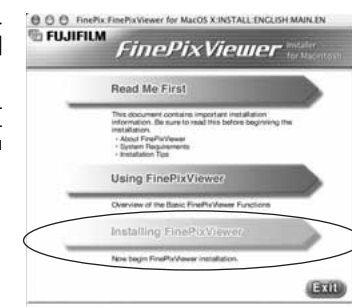 FinePix:FinePixViewer for MacOS X:INSTALL:ENGLISH:MAIN.EN
FUJIFILM
FinePixViewer Installer
for Macintosh
Read Me First
This document contains important installation
information. Be sure to read this before beginning the
installation.
- About FinePixViewer
- System Requirements
- Installation Tips
Using FinePixViewer
Overview of the Basic FinePixViewer Functions
Installing FinePixViewer
Now begin FinePixViewer installation.
Exit